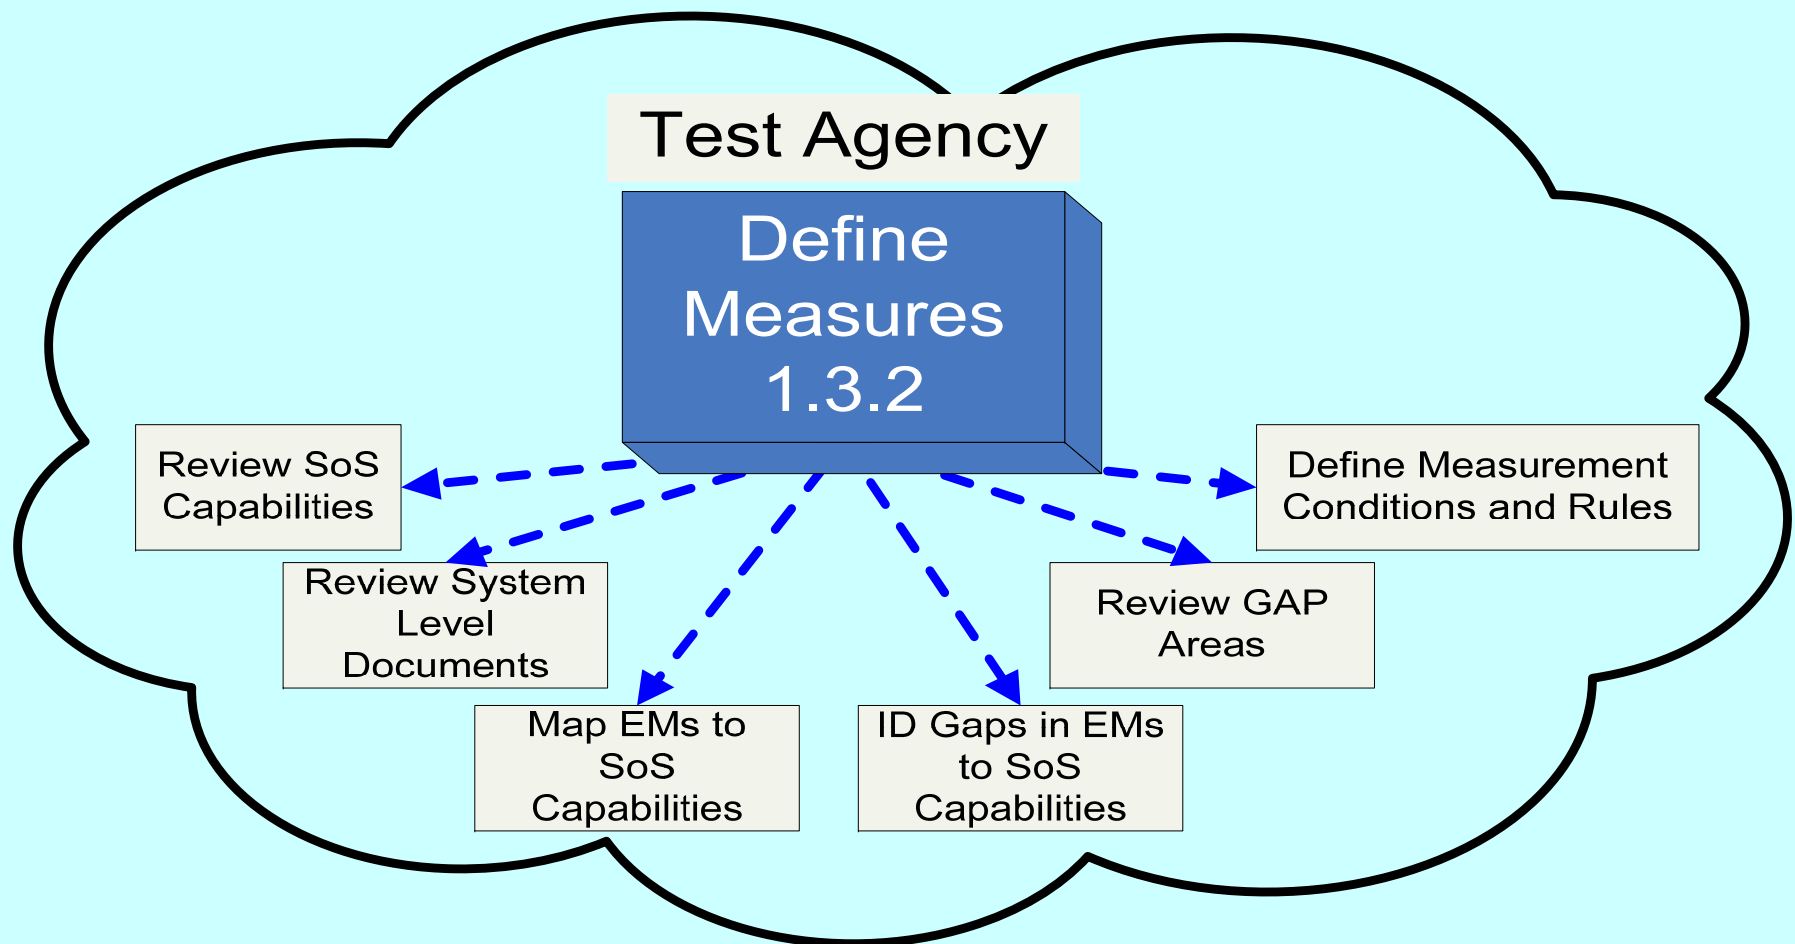 Test Agency
Define
Measures
1.3.2
Review SoS
Capabilities
Review System
Level
Documents
Map EMs to
SoS
Capabilities
ID Gaps in EMs
to SoS
Capabilities
Review GAP
Areas
Define Measurement
Conditions and Rules